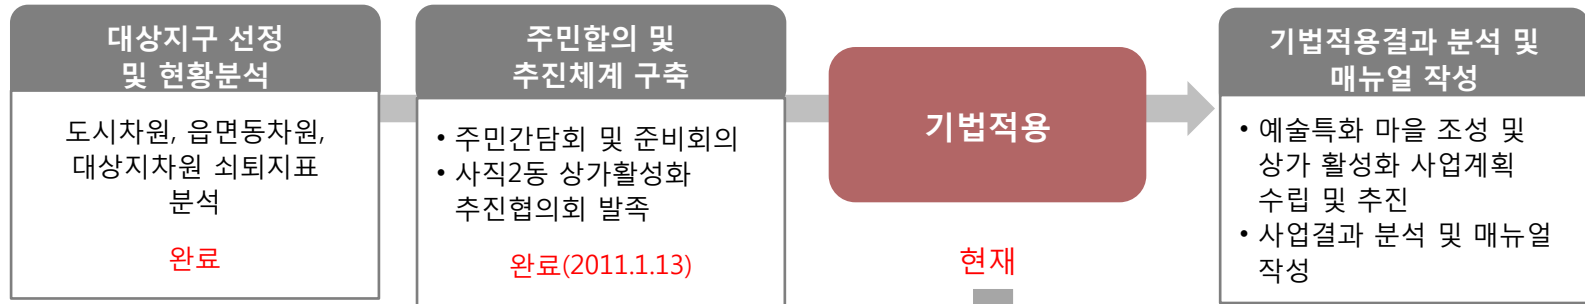 대상지구 선정
및 현황분석
도시차원, 읍면동차원,
대상지차원 쇠퇴지표
분석
완료
주민합의 및
추진체계 구축
• 주민간담회 및 준비회의
• 사직2동 상가활성화
추진협의회 발족
완료(2011.1.13)
기법적용
현재
기법적용결과 분석 및
매뉴얼 작성
• 예술특화 마을 조성 및
상가 활성화 사업계획
수립 및 추진
• 사업결과 분석 및 매뉴얼
작성